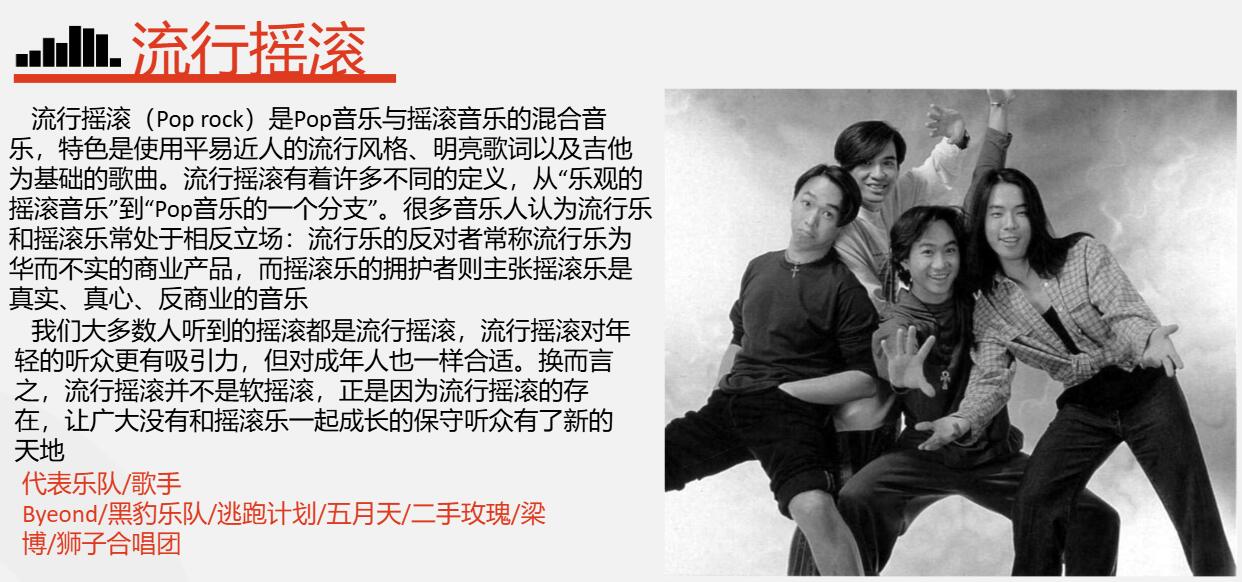 流行摇滚
流行摇滚（Pop rock）是Pop音乐与摇滚音乐的混合音
乐，特色是使用平易近人的流行风格、明亮歌词以及吉他
为基础的歌曲。流行摇滚有着许多不同的定义，从“乐观的
摇滚音乐”到“Pop音乐的一个分支”。很多音乐人认为流行乐
和摇滚乐常处于相反立场：流行乐的反对者常称流行乐为
华而不实的商业产品，而摇滚乐的拥护者则主张摇滚乐是
真实、真心、反商业的音乐
我们大多数人听到的摇滚都是流行摇滚，流行摇滚对年
轻的听众更有吸引力，但对成年人也一样合适。换而言
之，流行摇滚并不是软摇滚，正是因为流行摇滚的存
在，让广大没有和摇滚乐一起成长的保守听众有了新的
天地
代表乐队/歌手
Byeond/黑豹乐队/逃跑计划/五月天/二手玫瑰/梁
博/狮子合唱团